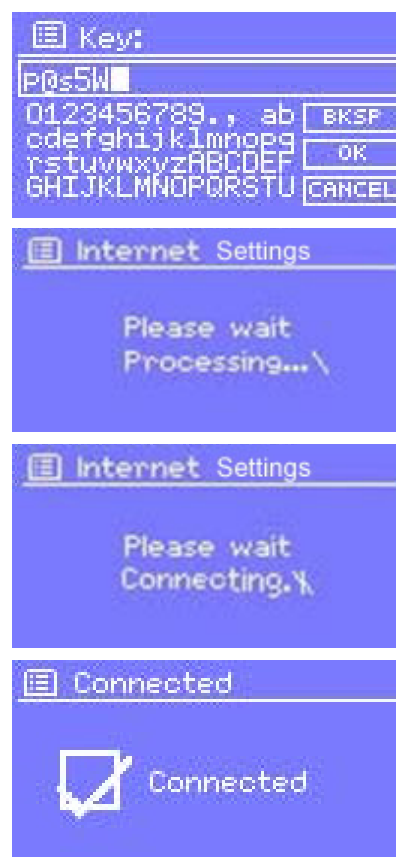 Key:
p@s5W
0123456789., ab BKSP
cdefghijklmnopq OK
rstuvwxyzABCDEF
GHIJKLMNOPQRSTU CANCEL
Internet Settings
Please wait
Processing...\
Internet Settings
Please wait
Connecting.
Connected
Connected